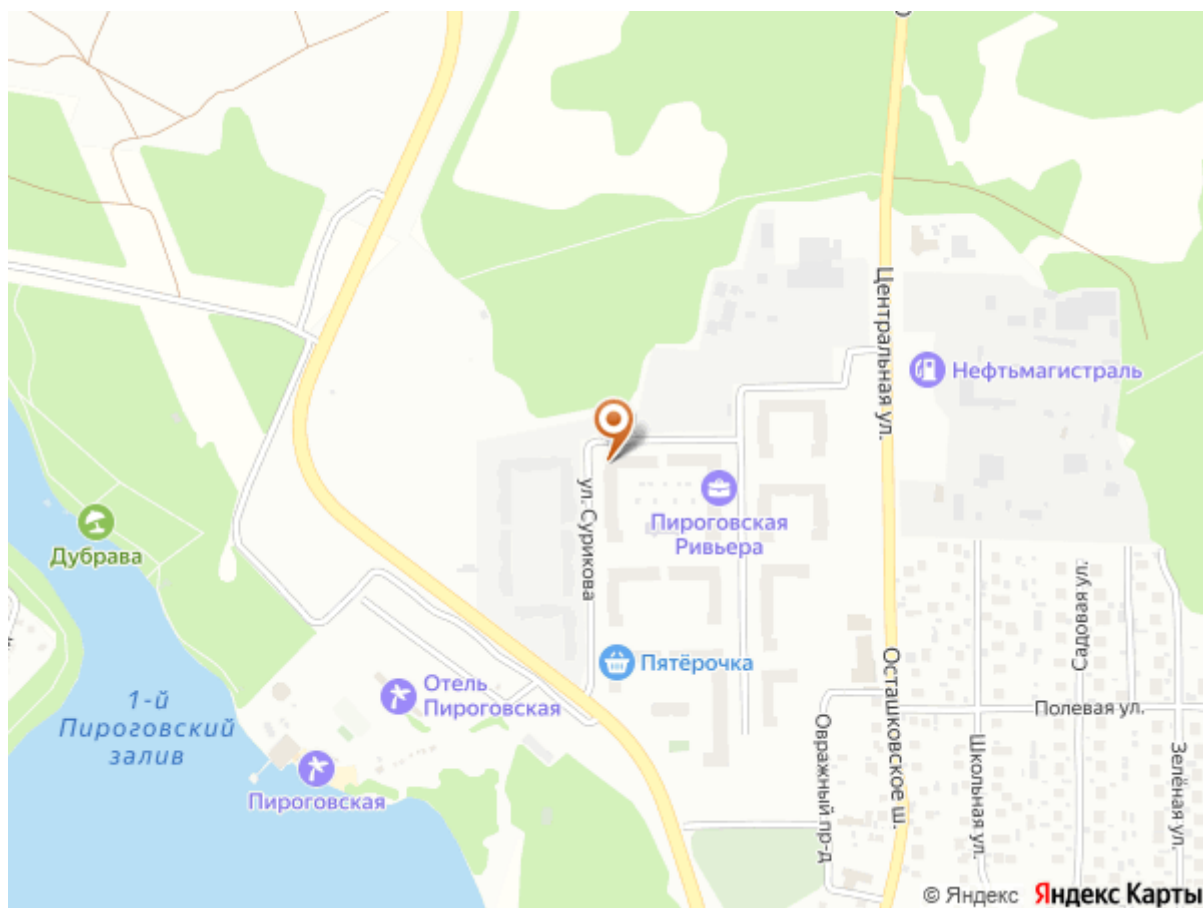 Центральная ул.
Нефтьмагистраль
ул. Сурикова
Пироговская
Ривьера
Дубрава
Садовая ул.
Пятёрочка
Осташковское ш.
Отель
Пироговская
1-й
Пироговский
залив
Полевая ул.
Овражный пр-д
Школьная ул.
Зелёная ул.
Пироговская
© Яндекс Яндекс Карты